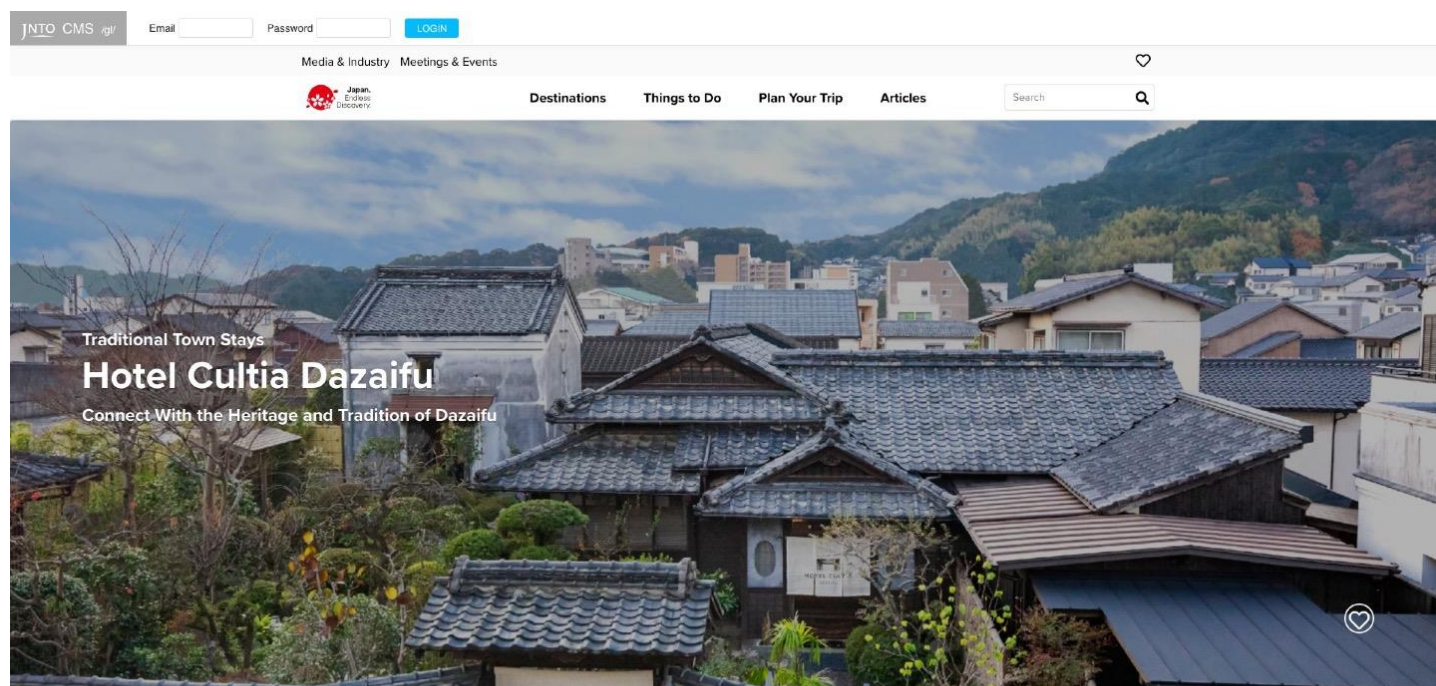 JNTO CMS /gl/ Email Password LOGIN
Media & Industry Meetings & Events
Japan.
Endless
Discovery.
Destinations Things to Do Plan Your Trip Articles Search
Traditional Town Stays
Hotel Cultia Dazaifu
Connect With the Heritage and Tradition of Dazaifu